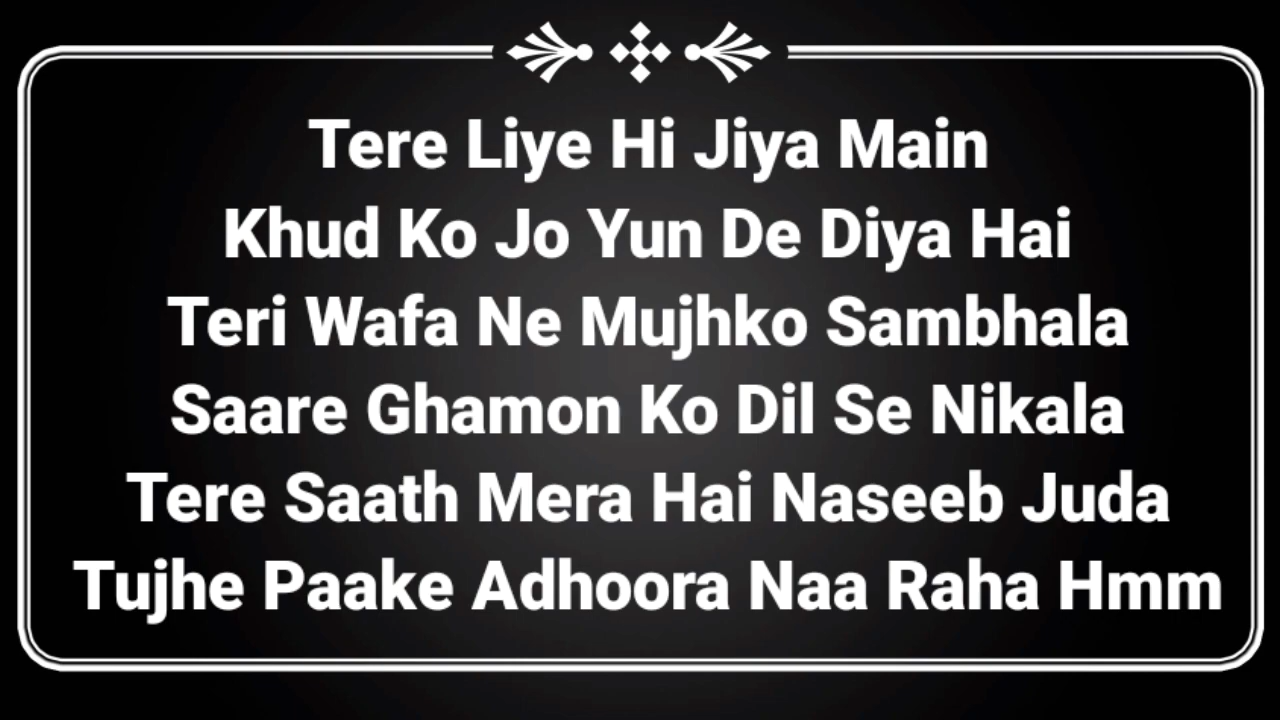 Tere Liye Hi Jiya Main
Khud Ko Jo Yun De Diya Hai
Teri Wafa Ne Mujhko Sambhala
Saare Ghamon Ko Dil Se Nikala
Tere Saath Mera Hai Naseeb Juda
Tujhe Paake Adhoora Naa Raha Hmm